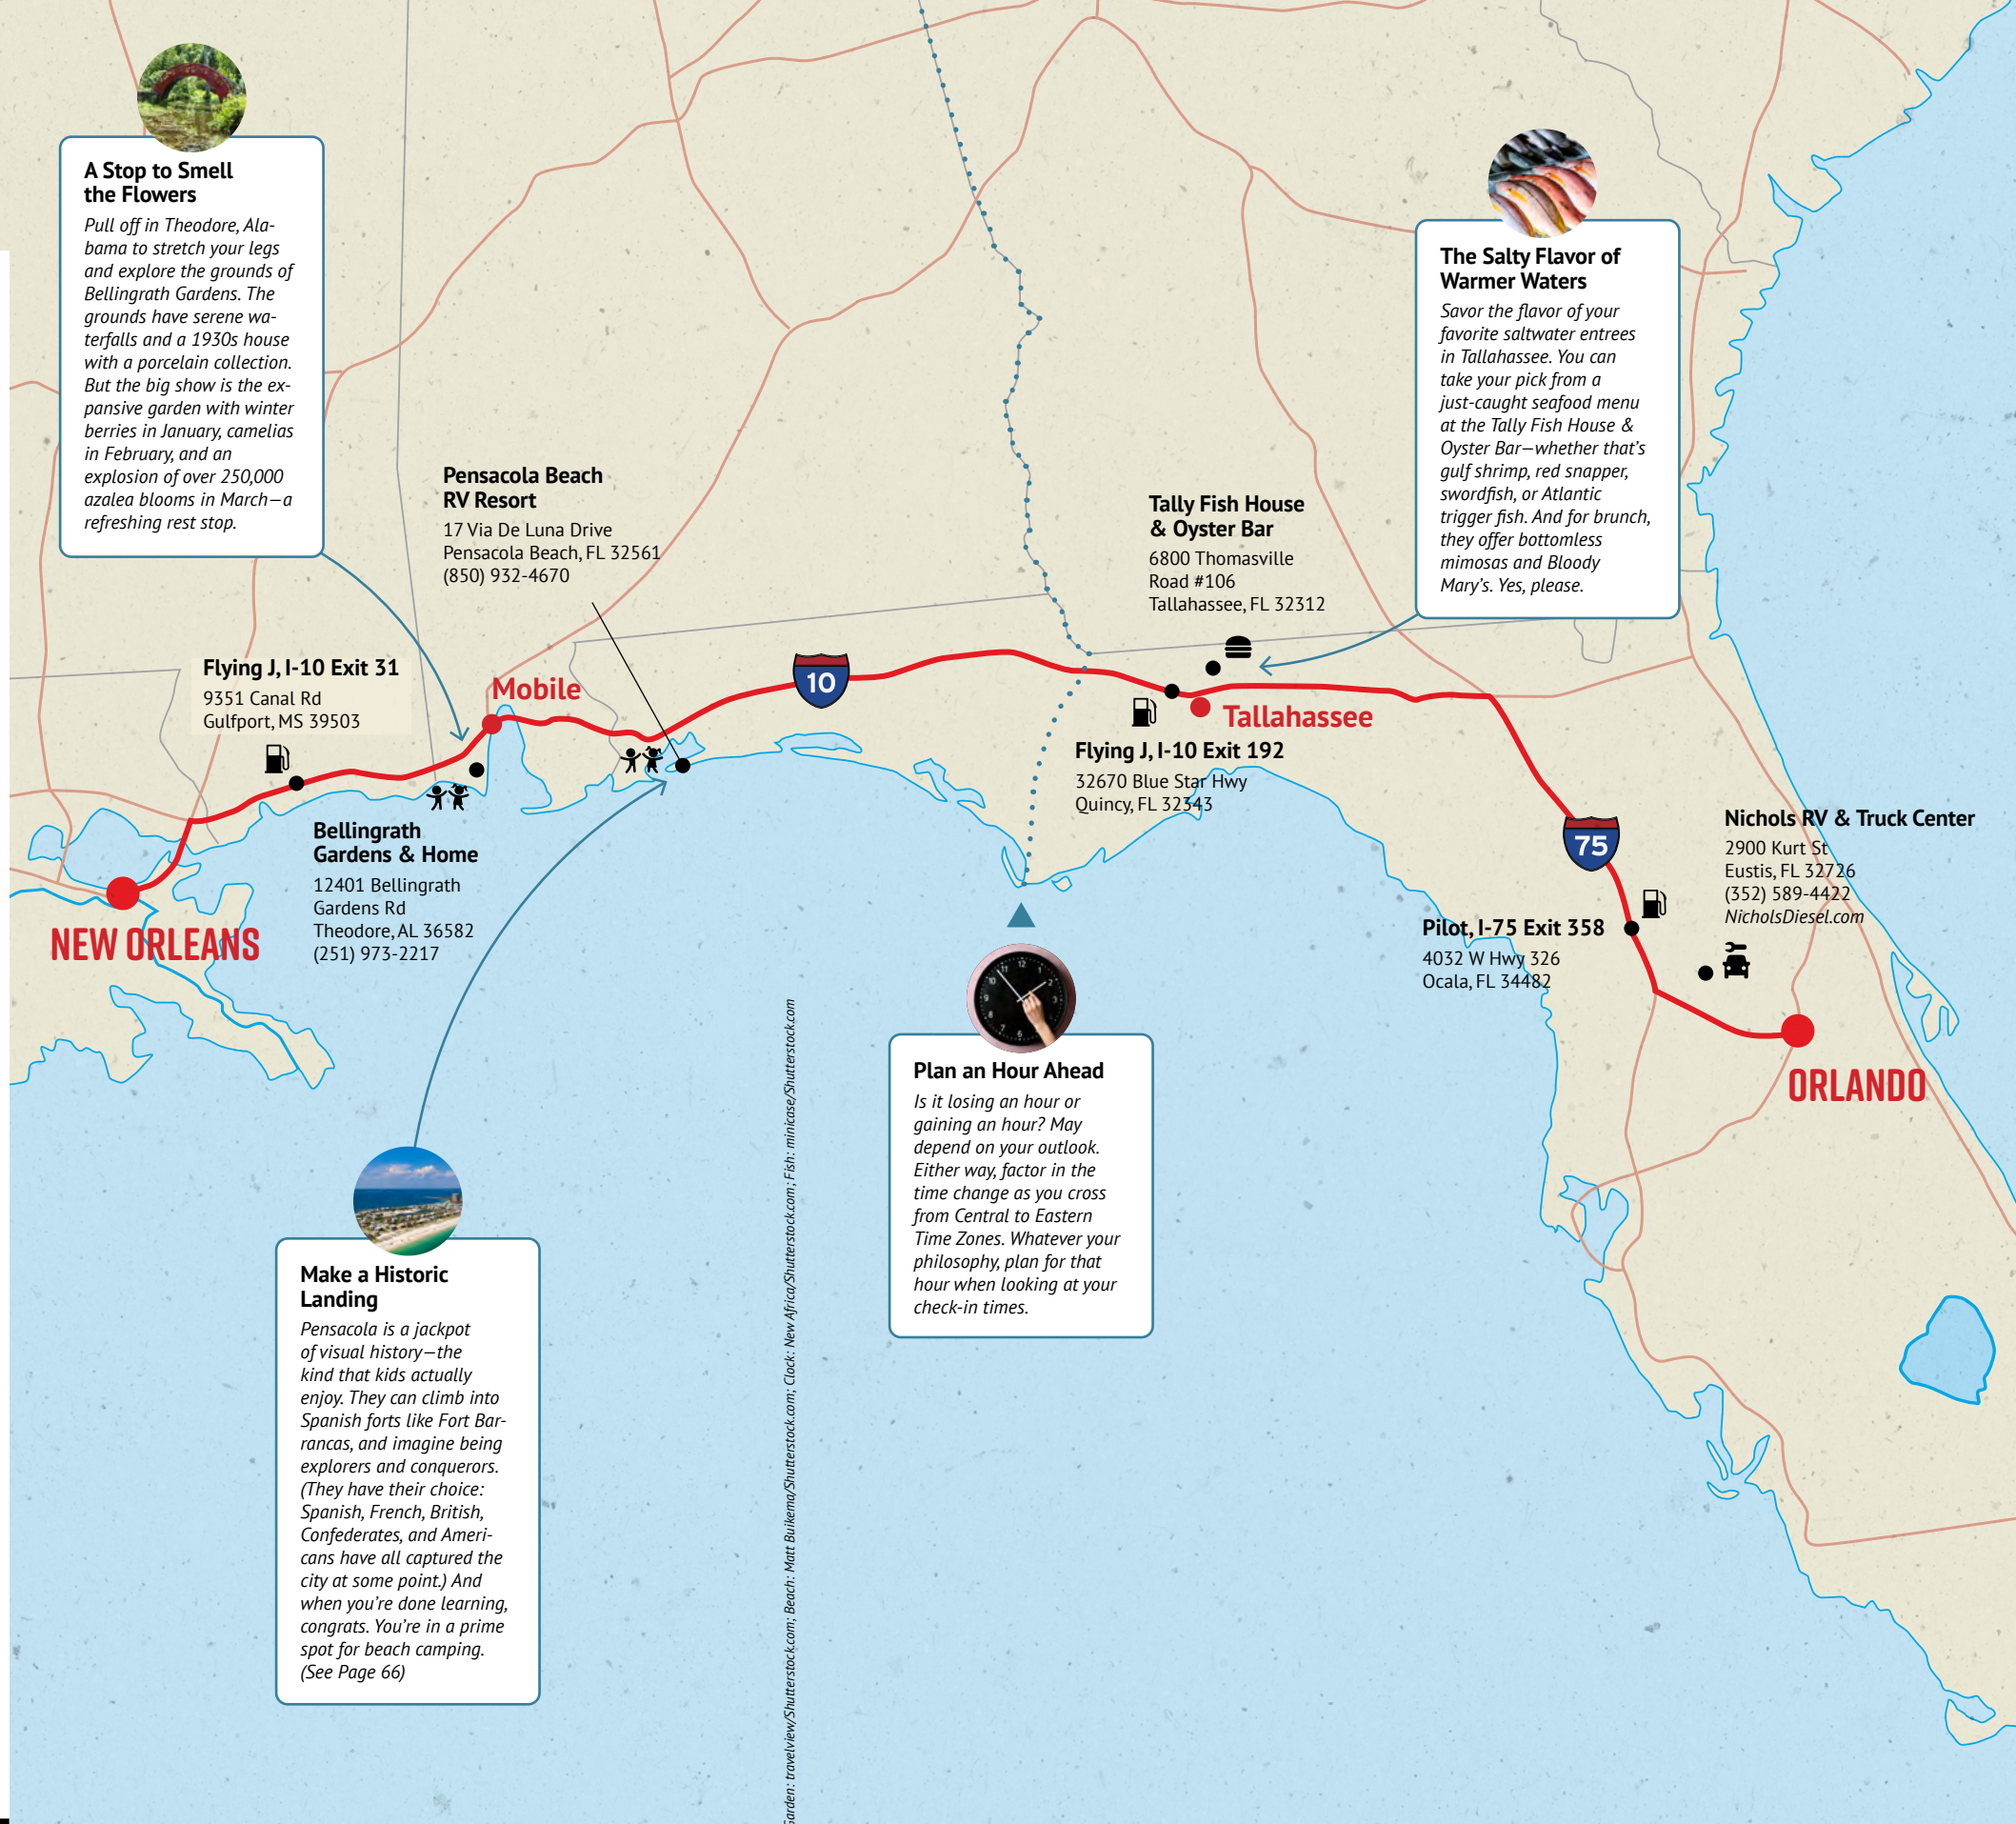 A Stop to Smell
the Flowers
Pull off in Theodore, Ala-
bama to stretch your legs
and explore the grounds of
Bellingrath Gardens. The
grounds have serene wa-
terfalls and a 1930s house
with a porcelain collection.
But the big show is the ex-
pansive garden with winter
berries in January, camelias
in February, and an
explosion of over 250,000
azalea blooms in March—a
refreshing rest stop.
Pensacola Beach
RV Resort
17 Via De Luna Drive
Pensacola Beach, FL 32561
(850) 932-4670
Tally Fish House
& Oyster Bar
6800 Thomasville
Road #106
Tallahassee, FL 32312
The Salty Flavor of
Warmer Waters
Savor the flavor of your
favorite saltwater entrees
in Tallahassee. You can
take your pick from a
just-caught seafood menu
at the Tally Fish House &
Oyster Bar—whether that's
gulf shrimp, red snapper,
swordfish, or Atlantic
trigger fish. And for brunch,
they offer bottomless
mimosas and Bloody
Mary's. Yes, please.
Flying J, I-10 Exit 31
9351 Canal Rd
Gulfport, MS 39503
Mobile
10
Tallahassee
Flying J, I-10 Exit 192
32670 Blue Star Hwy
Quincy, FL 32343
75
Nichols RV & Truck Center
2900 Kurt St
Eustis, FL 32726
(352) 589-4422
NicholsDiesel.com
Bellingrath
Gardens & Home
12401 Bellingrath
Gardens Rd
Theodore, AL 36582
(251) 973-2217
NEW ORLEANS
Pilot, I-75 Exit 358
4032 W Hwy 326
Ocala, FL 34482
ORLANDO
Plan an Hour Ahead
Is it losing an hour or
gaining an hour? May
depend on your outlook.
Either way, factor in the
time change as you cross
from Central to Eastern
Time Zones. Whatever your
philosophy, plan for that
hour when looking at your
check-in times.
Make a Historic
Landing
Pensacola is a jackpot
of visual history—the
kind that kids actually
enjoy. They can climb into
Spanish forts like Fort Bar-
rancas, and imagine being
explorers and conquerors.
(They have their choice:
Spanish, French, British,
Confederates, and Ameri-
cans have all captured the
city at some point.) And
when you're done learning,
congrats. You're in a prime
spot for beach camping.
(See Page 66)
Garden: travelview/Shutterstock.com; Beach: Matt Buikema/Shutterstock.com; Clock: New Africa/Shutterstock.com; Fish: minicase/Shutterstock.com